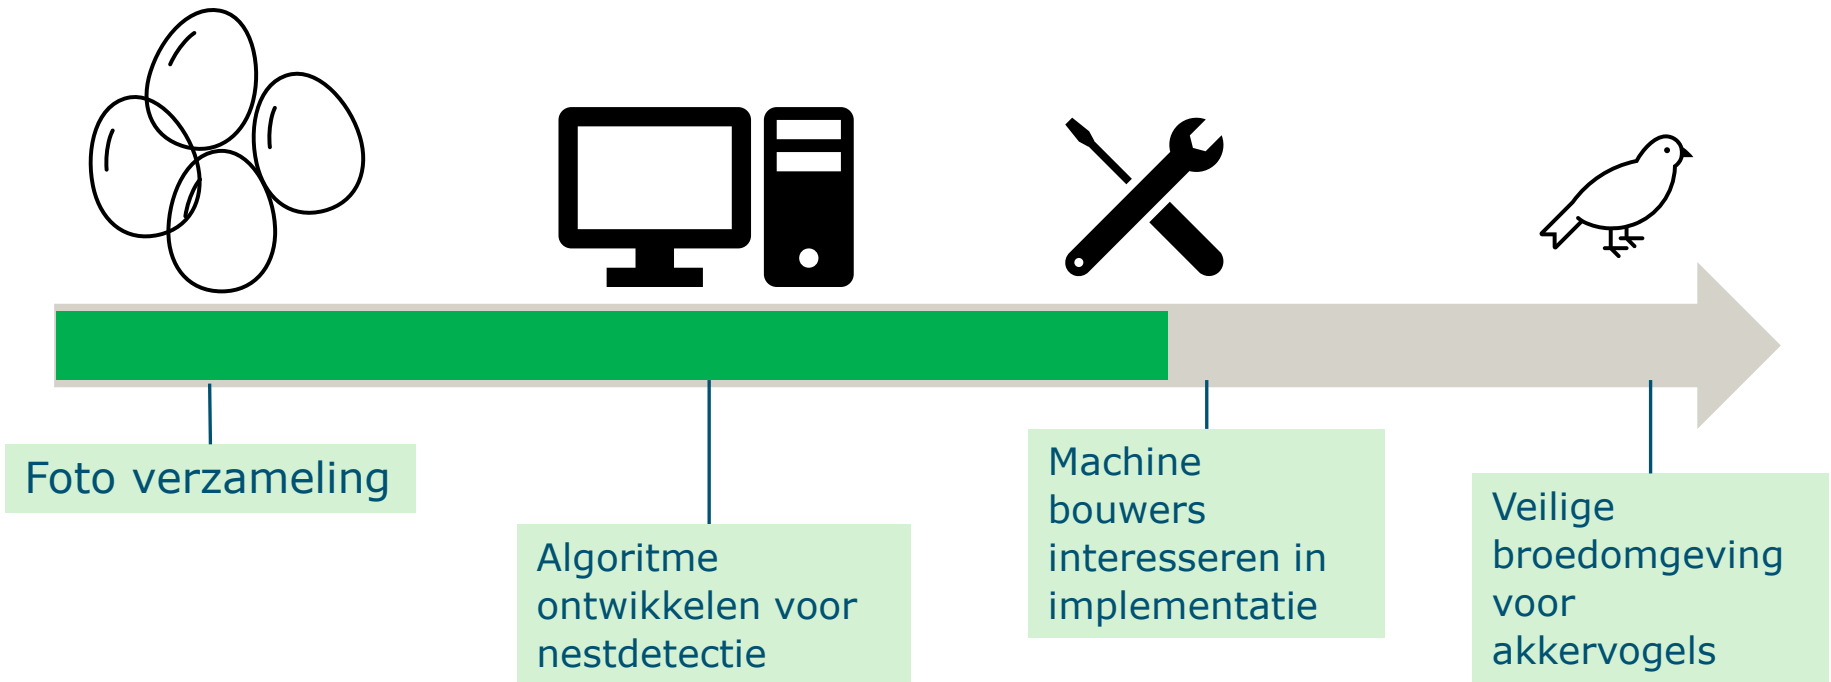 Foto verzameling
Algoritme
ontwikkelen voor
nestdetectie
Machine
bouwers
interesseren in
implementatie
Veilige
broedomgeving
voor
akkervogels